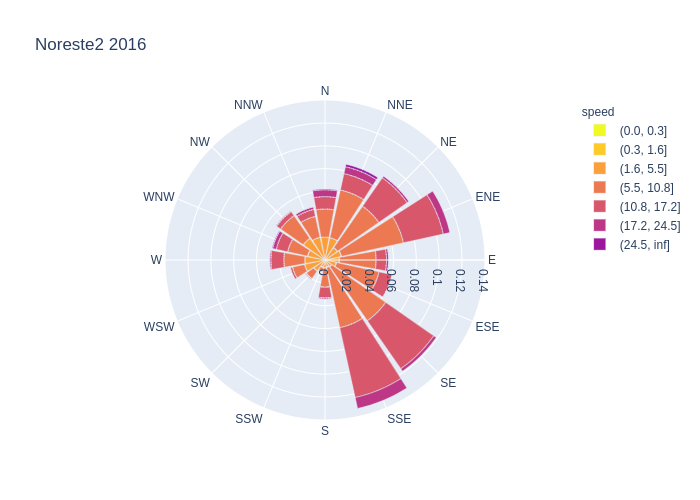 Noreste2 2016
N
NNE
NE
ENE
E
ESE
SE
SSE
S
SSW
SW
WSW
W
WNW
NW
NNW
0
0.02
0.04
0.06
0.08
0.1
0.12
0.14
speed
(0.0, 0.3]
(0.3, 1.6]
(1.6, 5.5]
(5.5, 10.8]
(10.8, 17.2]
(17.2, 24.5]
(24.5, inf]